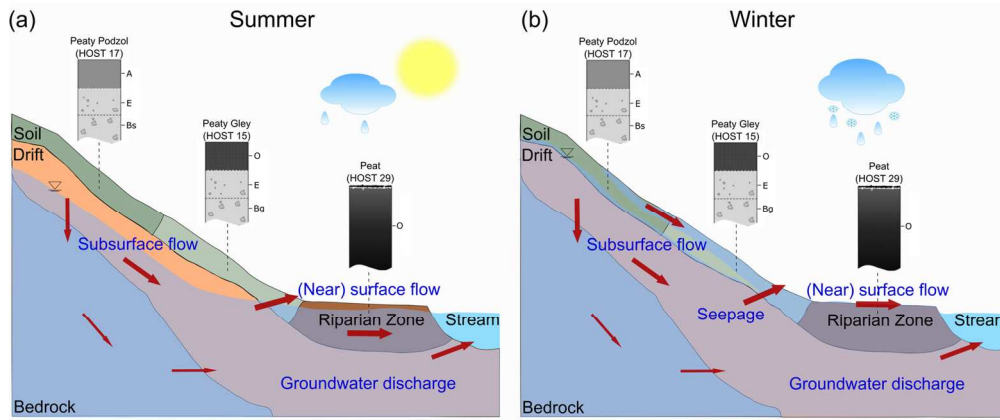 (a)
Summer
Peaty Podzol
(HOST 17)
A
E
Bs
Peaty Gley
(HOST 15)
O
E
Bg
Peat
(HOST 29)
O
Soil
Drift
Subsurface flow
(Near) surface flow
Riparian Zone
Stream
Groundwater discharge
Bedrock
(b)
Winter
Peaty Podzol
(HOST 17)
A
E
Bs
Peaty Gley
(HOST 15)
O
E
Bg
Peat
(HOST 29)
O
Soil
Drift
Subsurface flow
(Near) surface flow
Seepage
Riparian Zone
Stream
Groundwater discharge
Bedrock